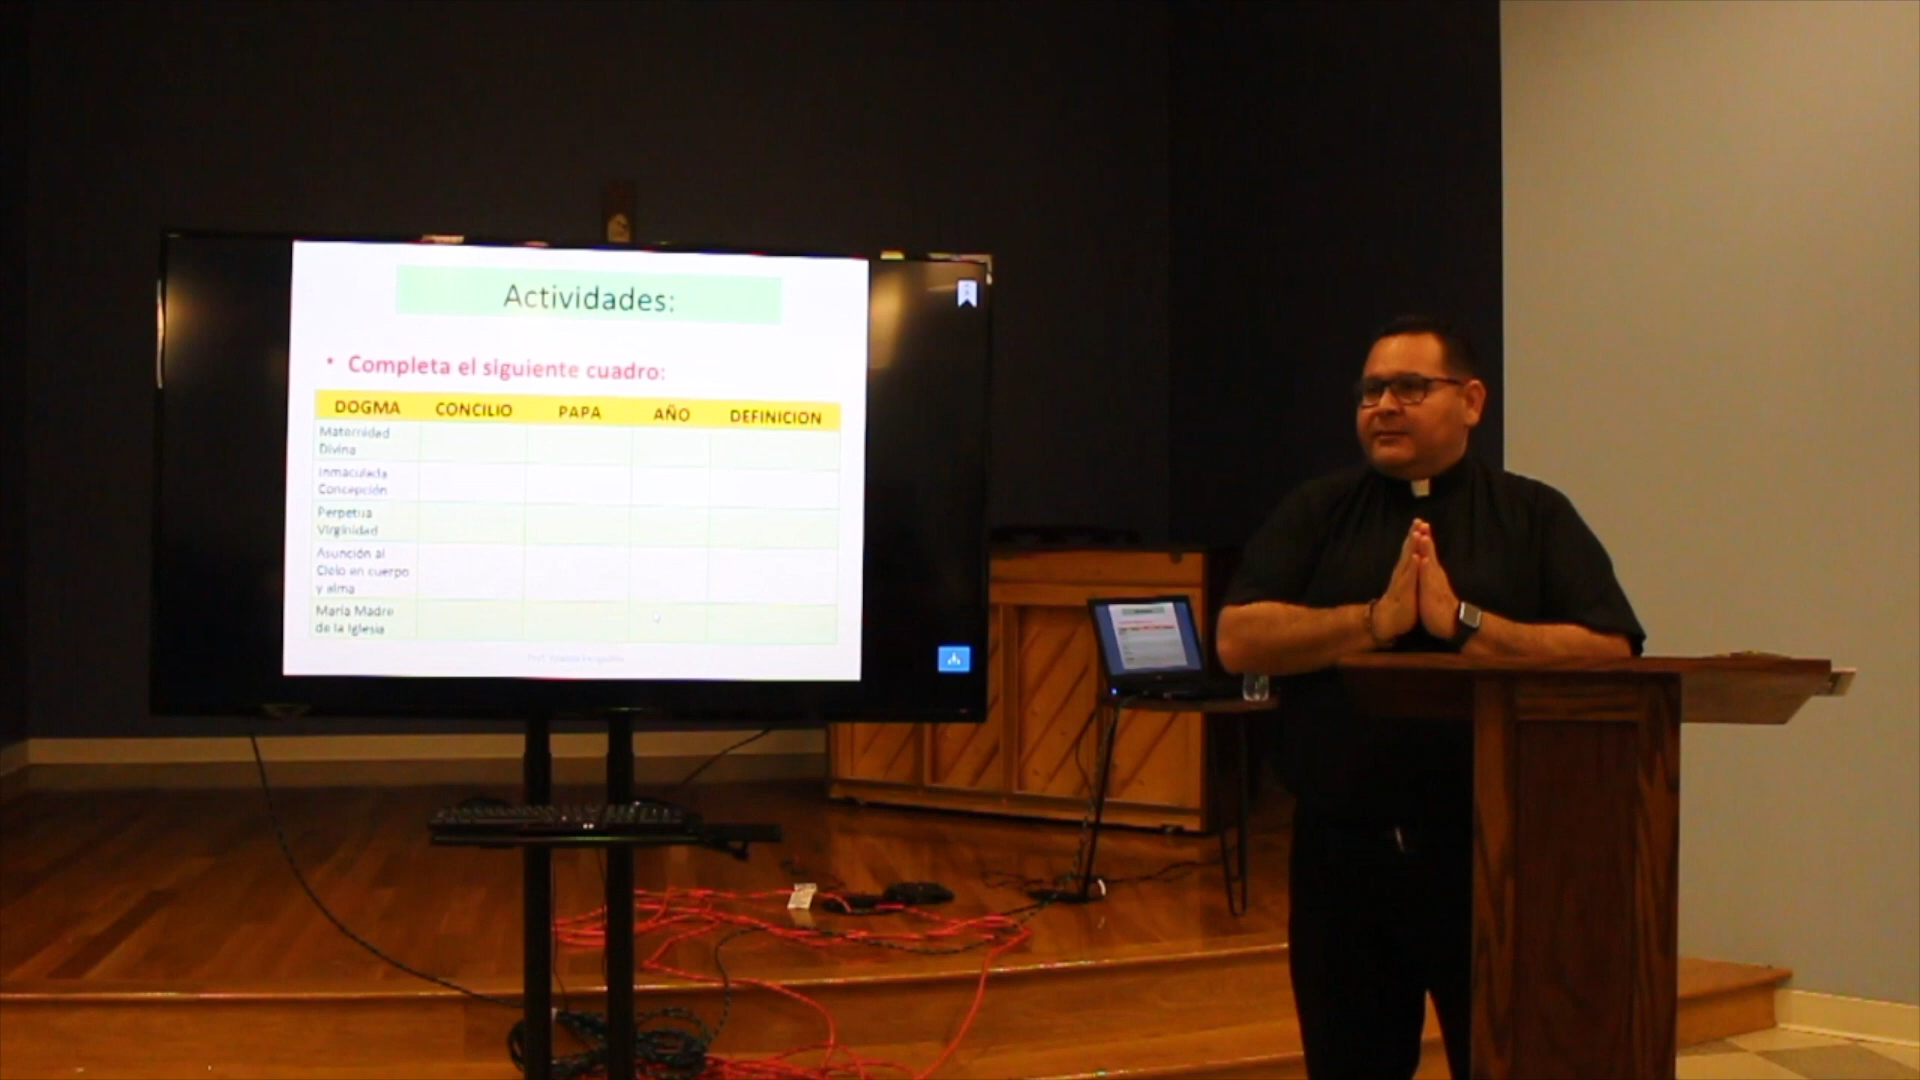 Actividades:
• Completa el siguiente cuadro:
DOGMA CONCILIO PAPA AÑO DEFINICION
Maternidad
Divina
Inmaculada
Concepción
Perpetua
Virginidad
Asunción al
Cielo en cuerpo
y alma
María Madre
de la Iglesia